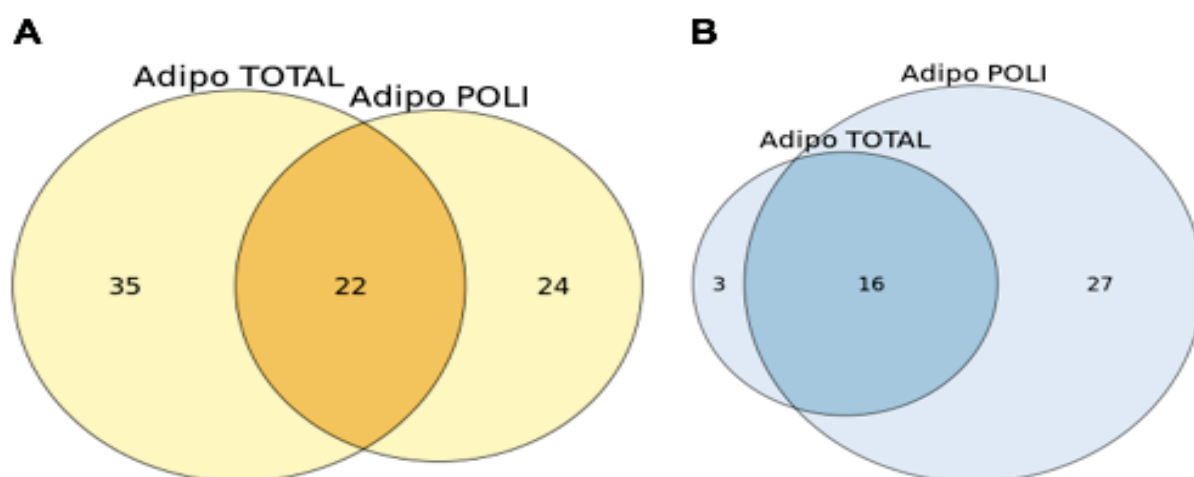 A
Adipo TOTAL
Adipo POLI
35
22
24
B
Adipo POLI
Adipo TOTAL
3
16
27